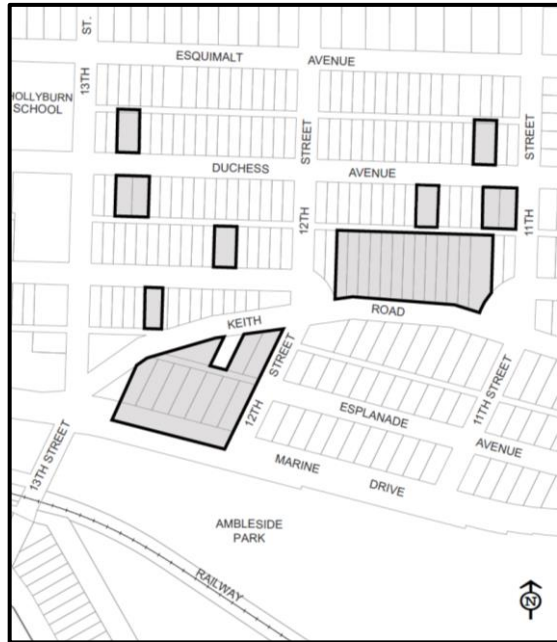 ST.
13TH
ESQUIMALT AVENUE
HOLLYBURN
SCHOOL
STREET
STREET
DUCHESS AVENUE
12TH
11TH
KEITH ROAD
STREET
12TH
11TH STREET
ESPLANADE AVENUE
MARINE DRIVE
13TH STREET
AMBLESIDE
PARK
RAILWAY
N